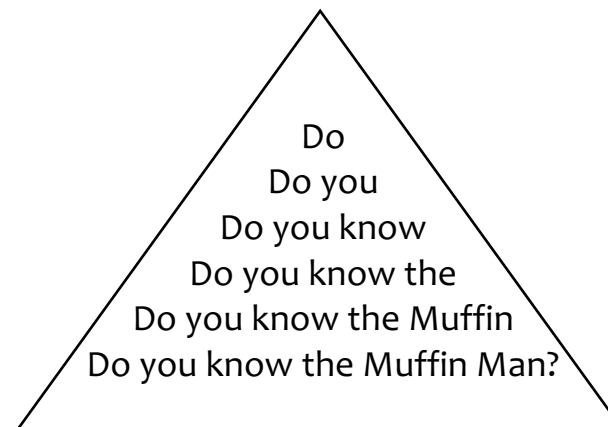 Do
Do you
Do you know
Do you know the
Do you know the Muffin
Do you know the Muffin Man?